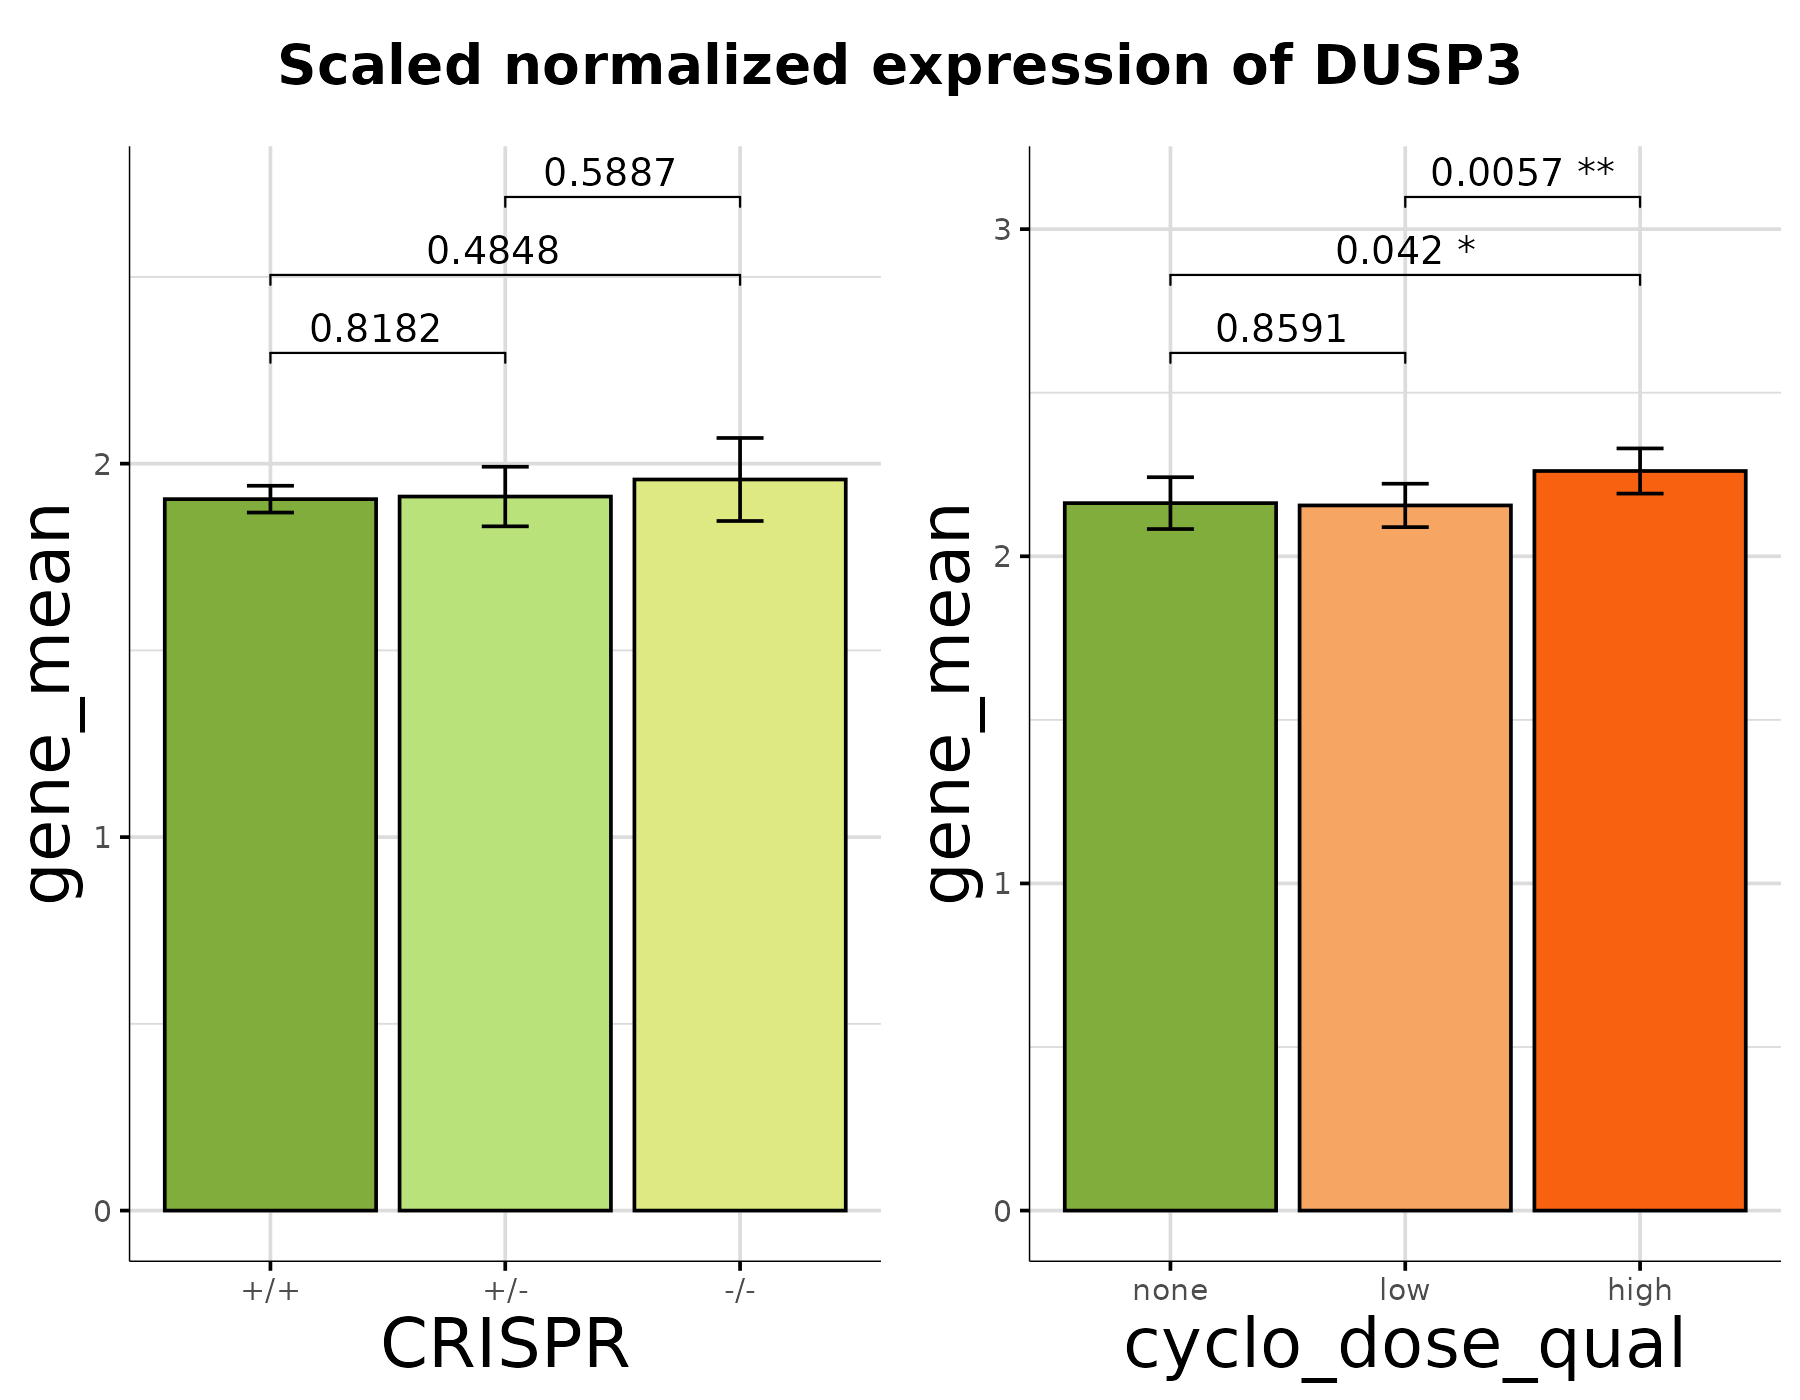 Scaled normalized expression of DUSP3
gene_mean
0.5887
0.4848
0.8182
2
1
0
+/+ +/- -/-
CRISPR
gene_mean
0.0057 **
3
0.042 *
0.8591
2
1
0
none low high
cyclo_dose_qual